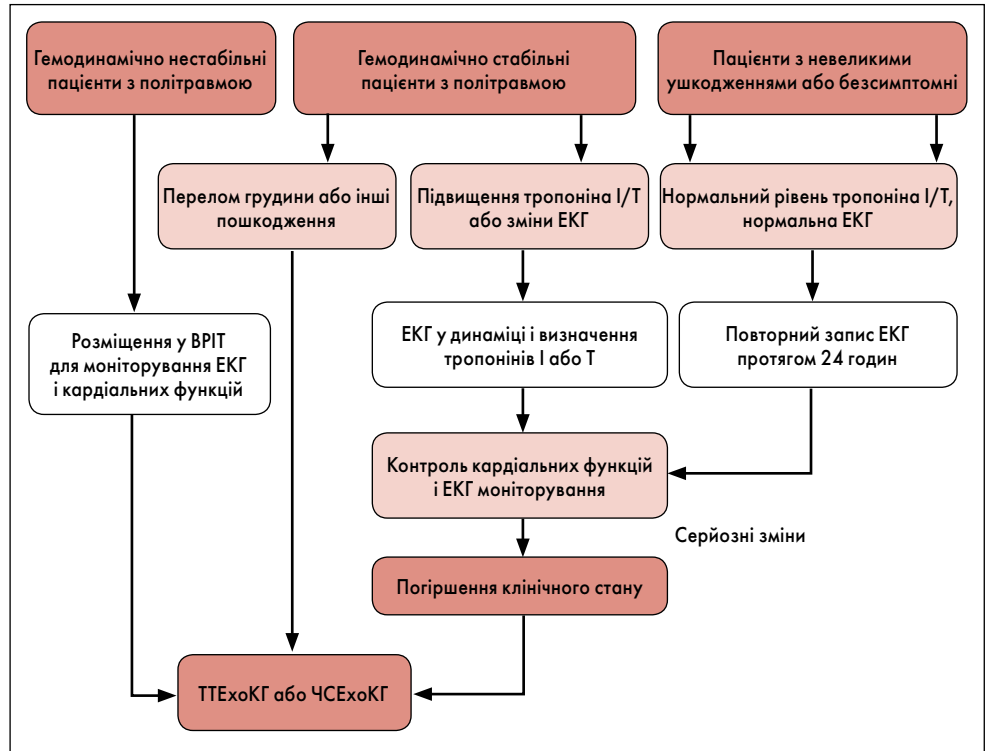 Гемодинамічно нестабільні
пацієнти з політравмою
Гемодинамічно стабільні
пацієнти з політравмою
Пацієнти з невеликими
ушкодженнями або безсимптомні
Перелом грудини або інші
пошкодження
Підвищення тропоніна І/Т
або зміни ЕКГ
Нормальний рівень тропоніна І/Т,
нормальна ЕКГ
Розміщення у ВРІТ
для моніторування ЕКГ
і кардіальних функцій
ЕКГ у динаміці і визначення
тропонінів І або Т
Повторний запис ЕКГ
протягом 24 годин
Контроль кардіальних функцій
і ЕКГ моніторування
Серйозні зміни
Погіршення клінічного стану
ТТЕхоКГ або ЧСЕхоКГ